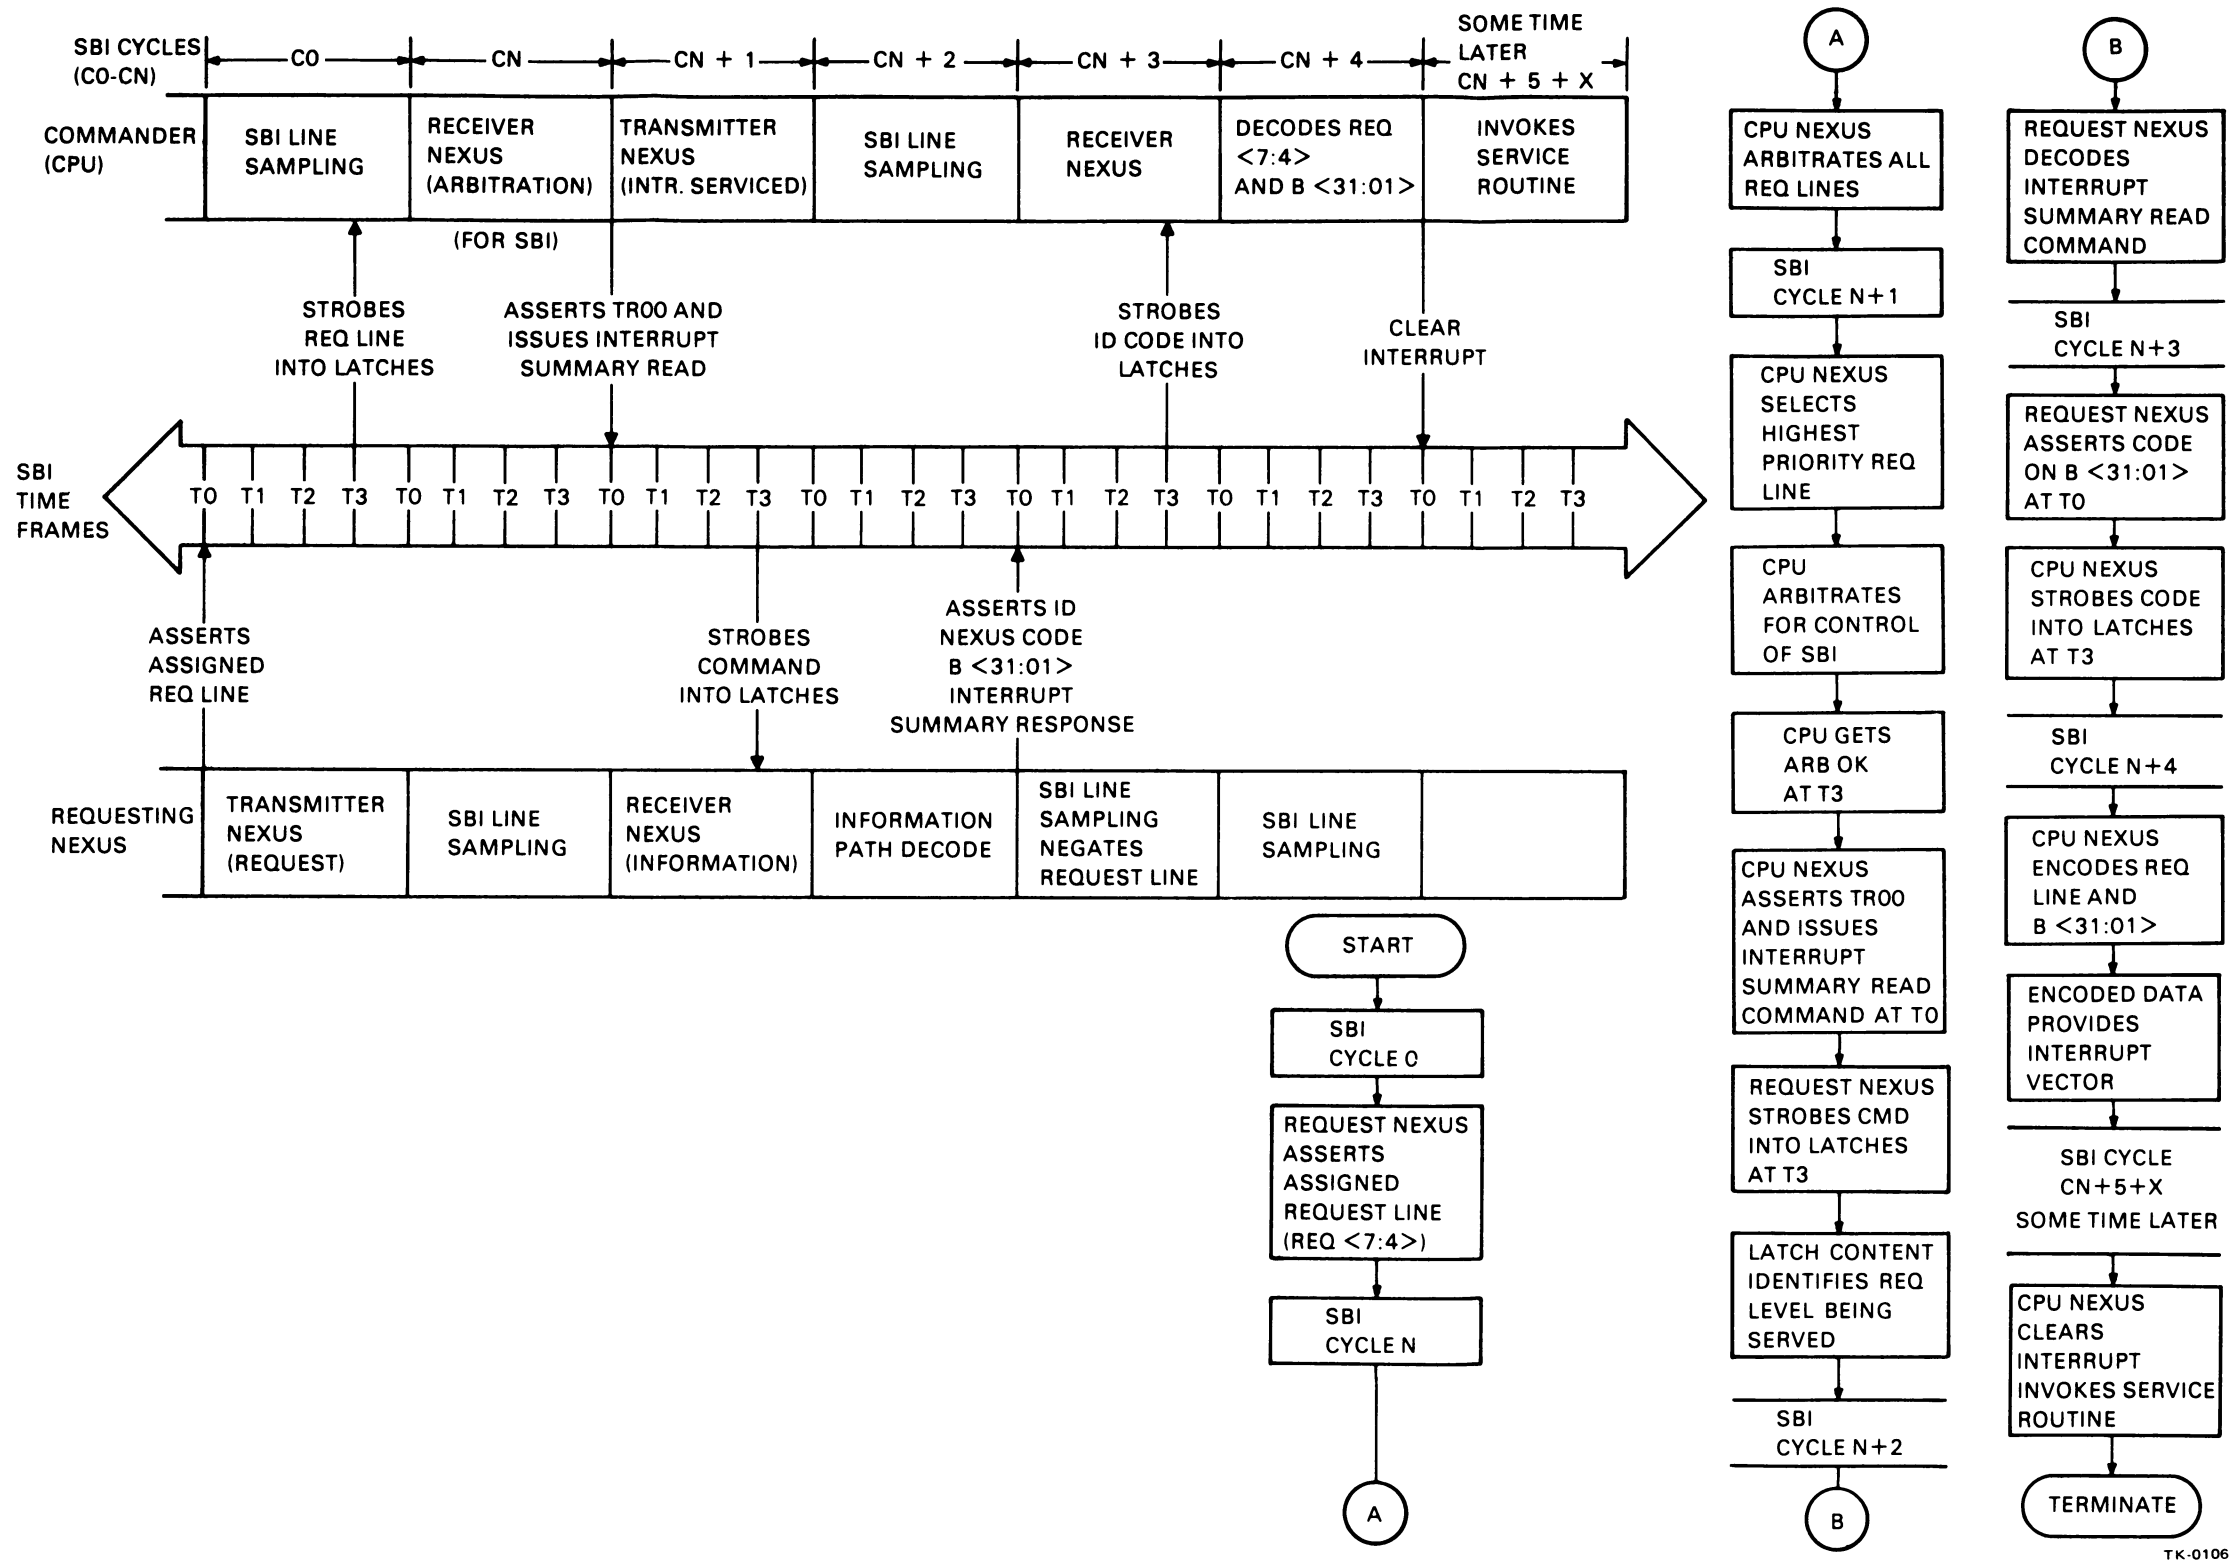 SBI CYCLES
(C0-CN)
C0
CN
CN + 1
CN + 2
CN + 3
CN + 4
SOME TIME
LATER
CN + 5 + X
COMMANDER
(CPU)
SBI LINE
SAMPLING
RECEIVER
NEXUS
(ARBITRATION)
TRANSMITTER
NEXUS
(INTR. SERVICED)
SBI LINE
SAMPLING
RECEIVER
NEXUS
DECODES REQ
<7:4>
AND B <31:01>
INVOKES
SERVICE
ROUTINE
(FOR SBI)
STROBES
REQ LINE
INTO LATCHES
ASSERTS TR00 AND
ISSUES INTERRUPT
SUMMARY READ
STROBES
ID CODE INTO
LATCHES
CLEAR
INTERRUPT
SBI
TIME
FRAMES
T0 T1 T2 T3 T0 T1 T2 T3 T0 T1 T2 T3 T0 T1 T2 T3 T0 T1 T2 T3 T0 T1 T2 T3 T0 T1 T2 T3
ASSERTS
ASSIGNED
REQ LINE
STROBES
COMMAND
INTO LATCHES
ASSERTS ID
NEXUS CODE
B <31:01>
INTERRUPT
SUMMARY RESPONSE
REQUESTING
NEXUS
TRANSMITTER
NEXUS
(REQUEST)
SBI LINE
SAMPLING
RECEIVER
NEXUS
(INFORMATION)
INFORMATION
PATH DECODE
SBI LINE
SAMPLING
NEGATES
REQUEST LINE
SBI LINE
SAMPLING
START
SBI
CYCLE 0
REQUEST NEXUS
ASSERTS
ASSIGNED
REQUEST LINE
(REQ <7:4>)
SBI
CYCLE N
A
A
CPU NEXUS
ARBITRATES ALL
REQ LINES
SBI
CYCLE N+1
CPU NEXUS
SELECTS
HIGHEST
PRIORITY REQ
LINE
CPU
ARBITRATES
FOR CONTROL
OF SBI
CPU GETS
ARB OK
AT T3
CPU NEXUS
ASSERTS TR00
AND ISSUES
INTERRUPT
SUMMARY READ
COMMAND AT T0
REQUEST NEXUS
STROBES CMD
INTO LATCHES
AT T3
LATCH CONTENT
IDENTIFIES REQ
LEVEL BEING
SERVED
SBI
CYCLE N+2
B
B
REQUEST NEXUS
DECODES
INTERRUPT
SUMMARY READ
COMMAND
SBI
CYCLE N+3
REQUEST NEXUS
ASSERTS CODE
ON B <31:01>
AT T0
CPU NEXUS
STROBES CODE
INTO LATCHES
AT T3
SBI
CYCLE N+4
CPU NEXUS
ENCODES REQ
LINE AND
B <31:01>
ENCODED DATA
PROVIDES
INTERRUPT
VECTOR
SBI CYCLE
CN+5+X
SOME TIME LATER
CPU NEXUS
CLEARS
INTERRUPT
INVOKES SERVICE
ROUTINE
TERMINATE
TK-0106